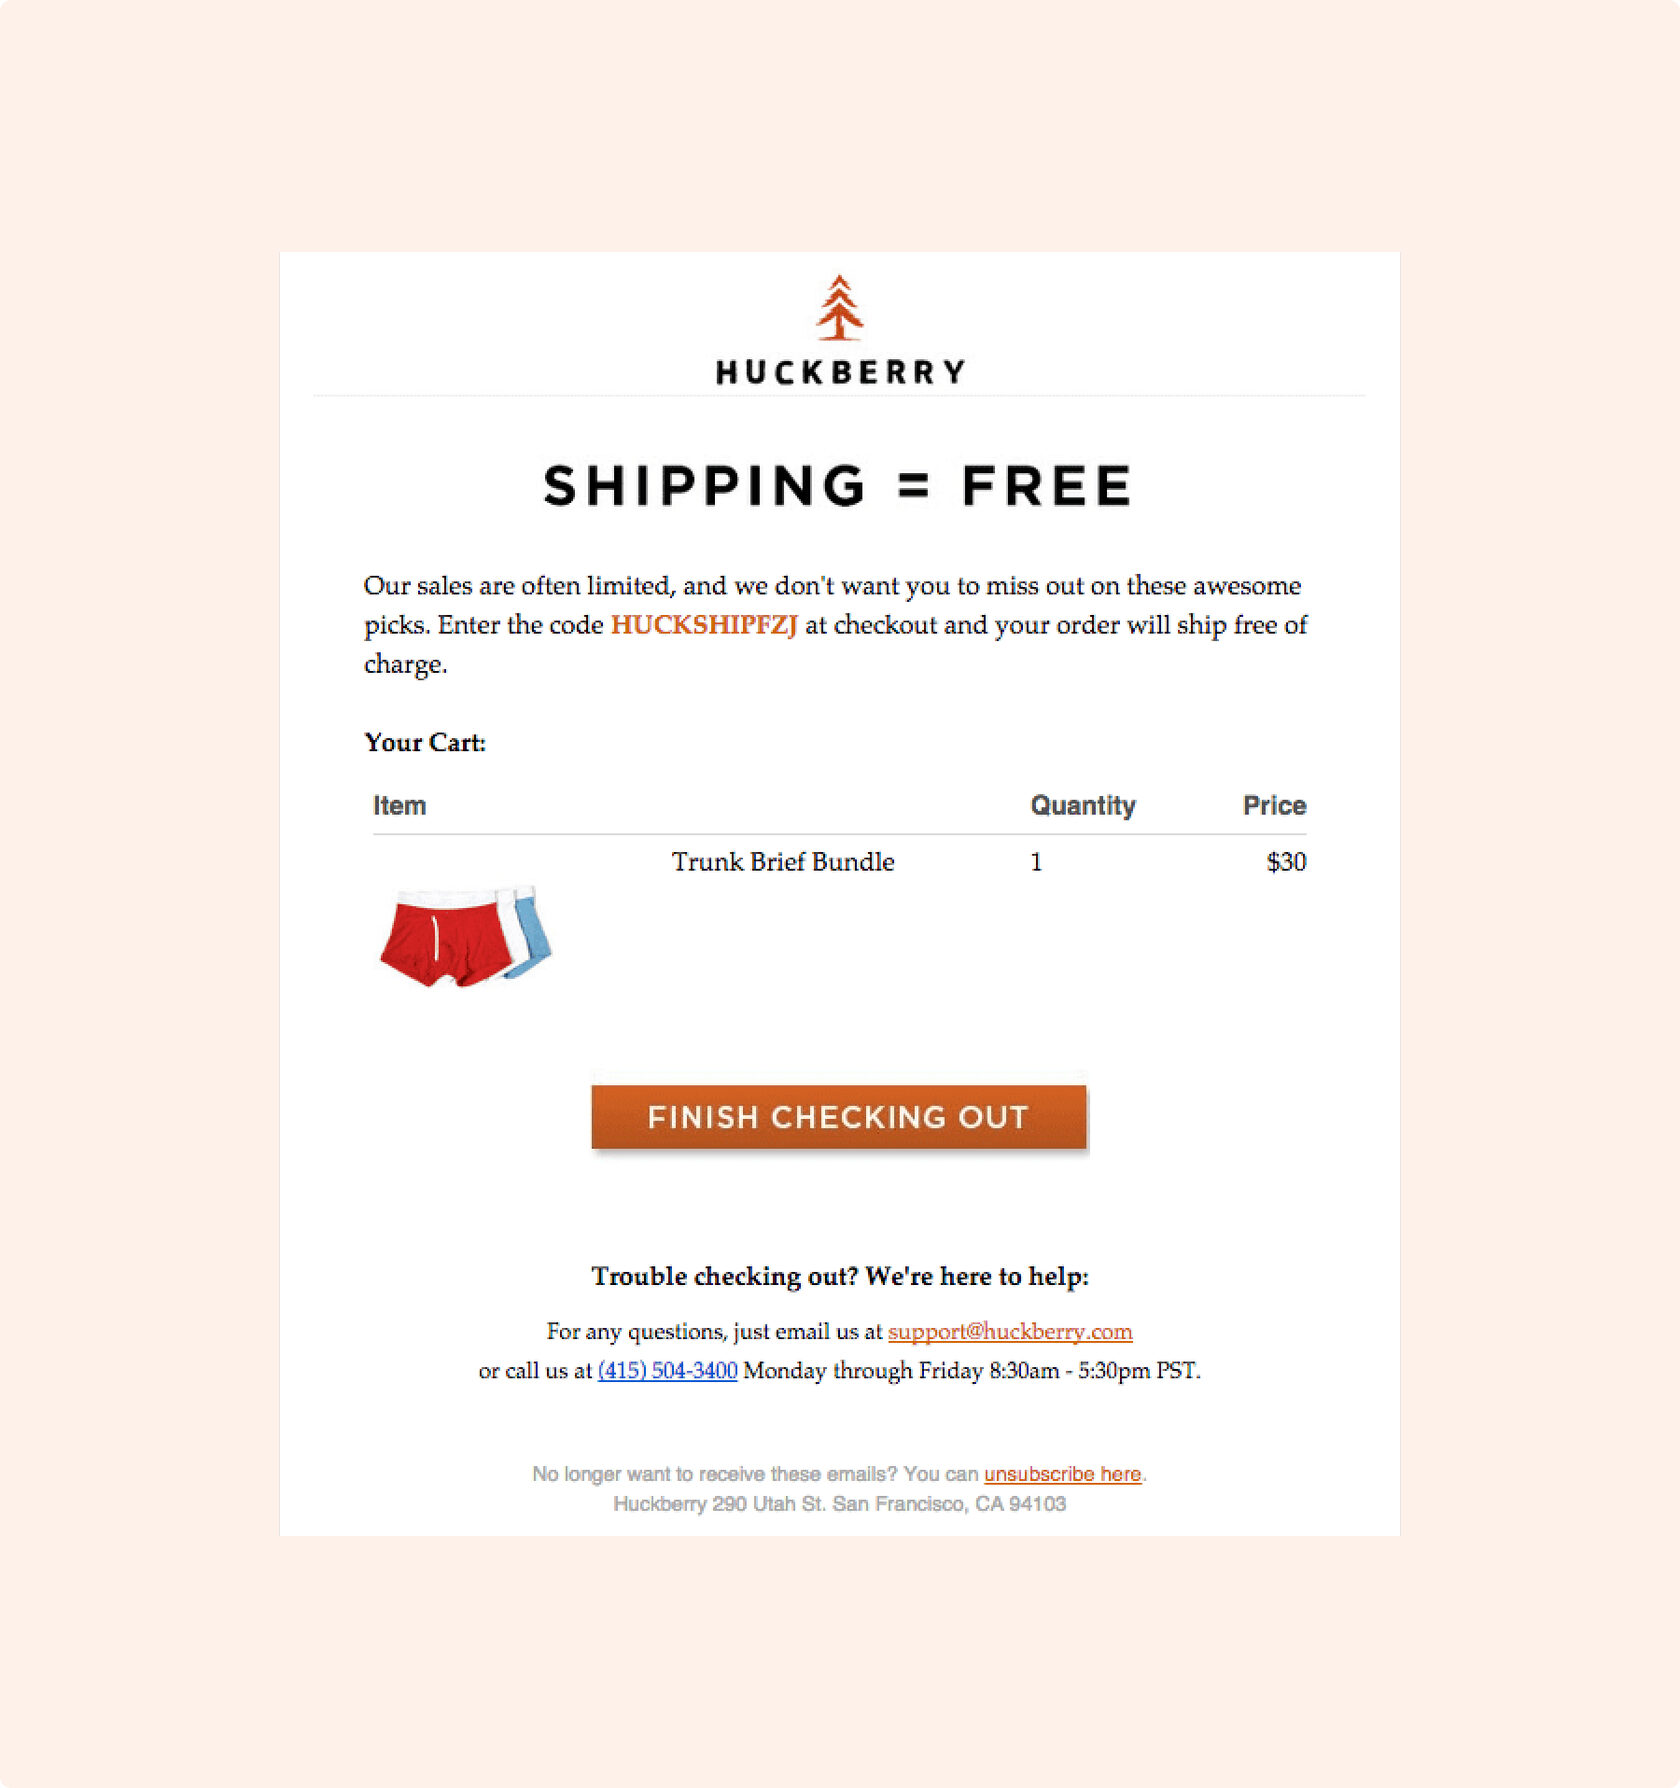 HUCKBERRY
SHIPPING = FREE
Our sales are often limited, and we don't want you to miss out on these awesome
picks. Enter the code HUCKSHIPFZJ at checkout and your order will ship free of
charge.
Your Cart:
Item Quantity Price
Trunk Brief Bundle 1 $30
FINISH CHECKING OUT
Trouble checking out? We're here to help:
For any questions, just email us at support@huckberry.com
or call us at (415) 504-3400 Monday through Friday 8:30am - 5:30pm PST.
No longer want to receive these emails? You can unsubscribe here.
Huckberry 290 Utah St. San Francisco, CA 94103